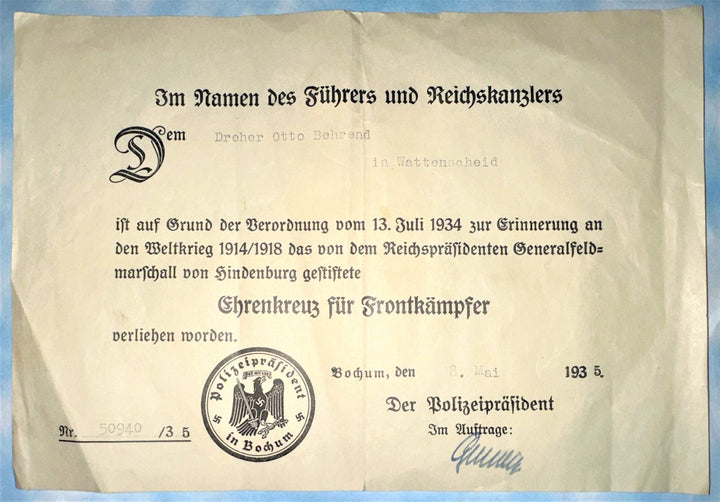 Im Namen des Führers und Reichskanzlers
Dem Dreher Otto Behrend
in Wattenscheid
ist auf Grund der Verordnung vom 13. Juli 1934 zur Erinnerung an
den Weltkrieg 1914/1918 das von dem Reichspräsidenten Generalfeld=
marschall von Hindenburg gestiftete
Ehrenkreuz für Frontkämpfer
verliehen worden.
Polizeipräsident
in Bochum
Bochum, den 8. Mai 1935.
Der Polizeipräsident
Nr. 50940 /35
Im Auftrage: